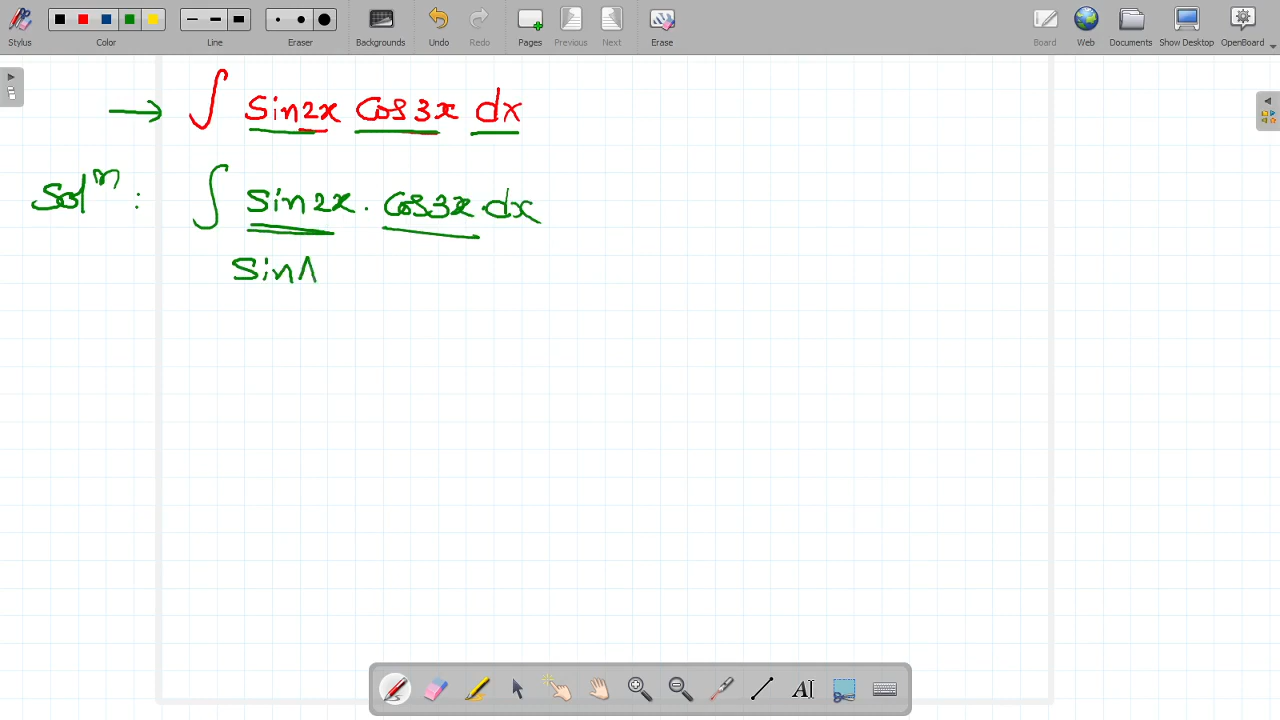 Stylus Color Line Eraser Backgrounds Undo Redo Pages Previous Next Erase Board Web Documents Show Desktop OpenBoard
→ ∫ Sin2x Cos3x dx
Solⁿ : ∫ Sin2x · Cos3x · dx
SinA
AI